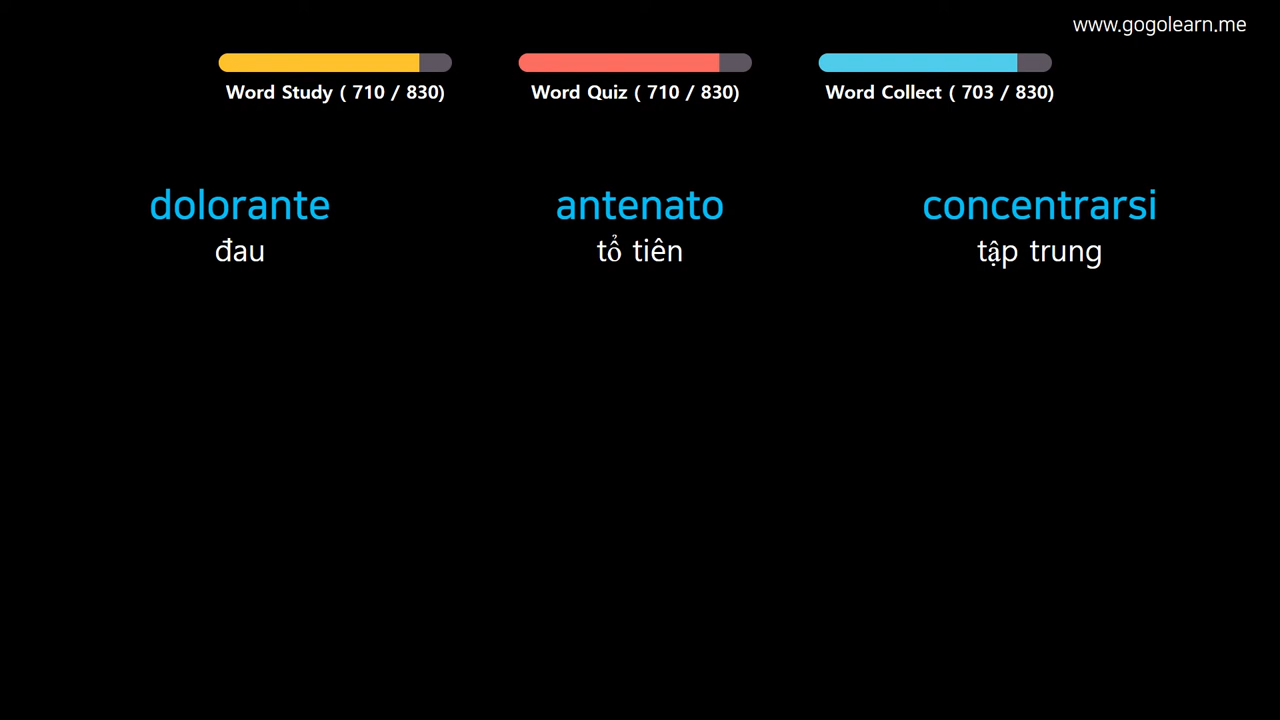 www.gogolearn.me
Word Study ( 710 / 830)
Word Quiz ( 710 / 830)
Word Collect ( 703 / 830)
dolorante
đau
antenato
tổ tiên
concentrarsi
tập trung